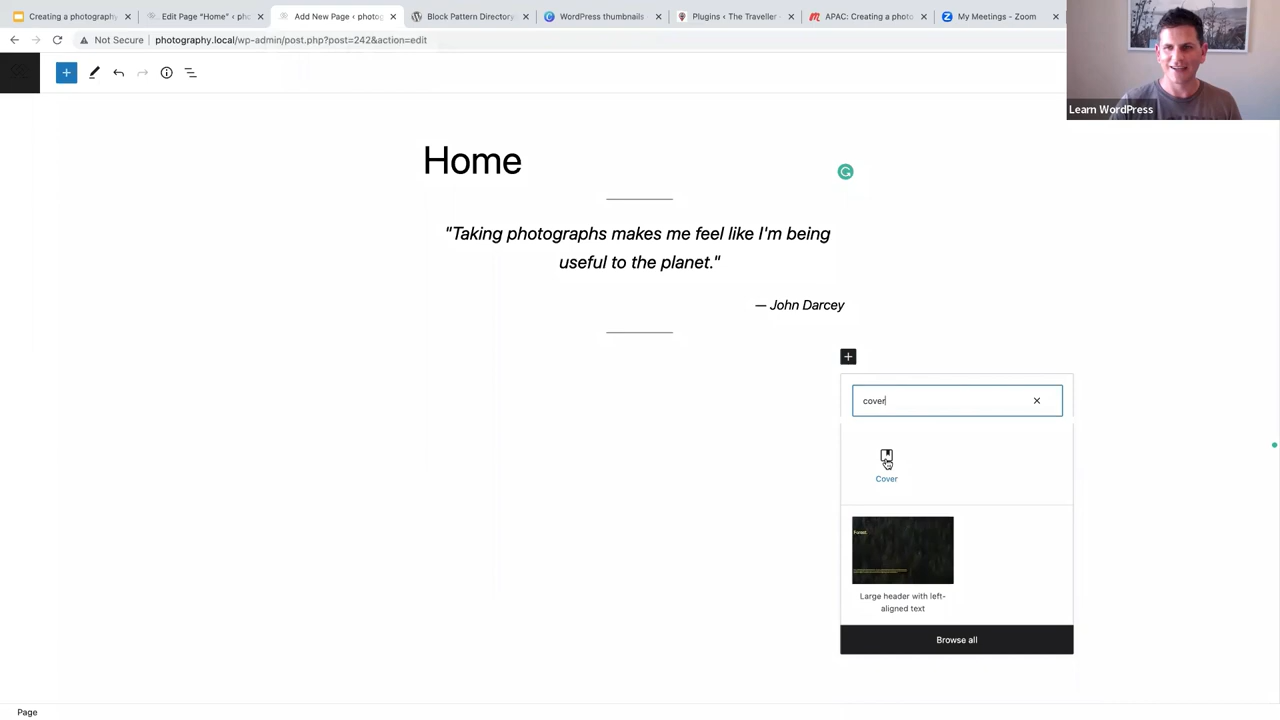 Creating a photography
Edit Page "Home" ‹ pho
Add New Page ‹ photog
Block Pattern Directory
WordPress thumbnails
Plugins ‹ The Traveller
APAC: Creating a photo
My Meetings - Zoom
Not Secure
photography.local/wp-admin/post.php?post=242&action=edit
Learn WordPress
Home
"Taking photographs makes me feel like I'm being
useful to the planet."
— John Darcey
cover
Cover
Forest.
Large header with left-
aligned text
Browse all
Page